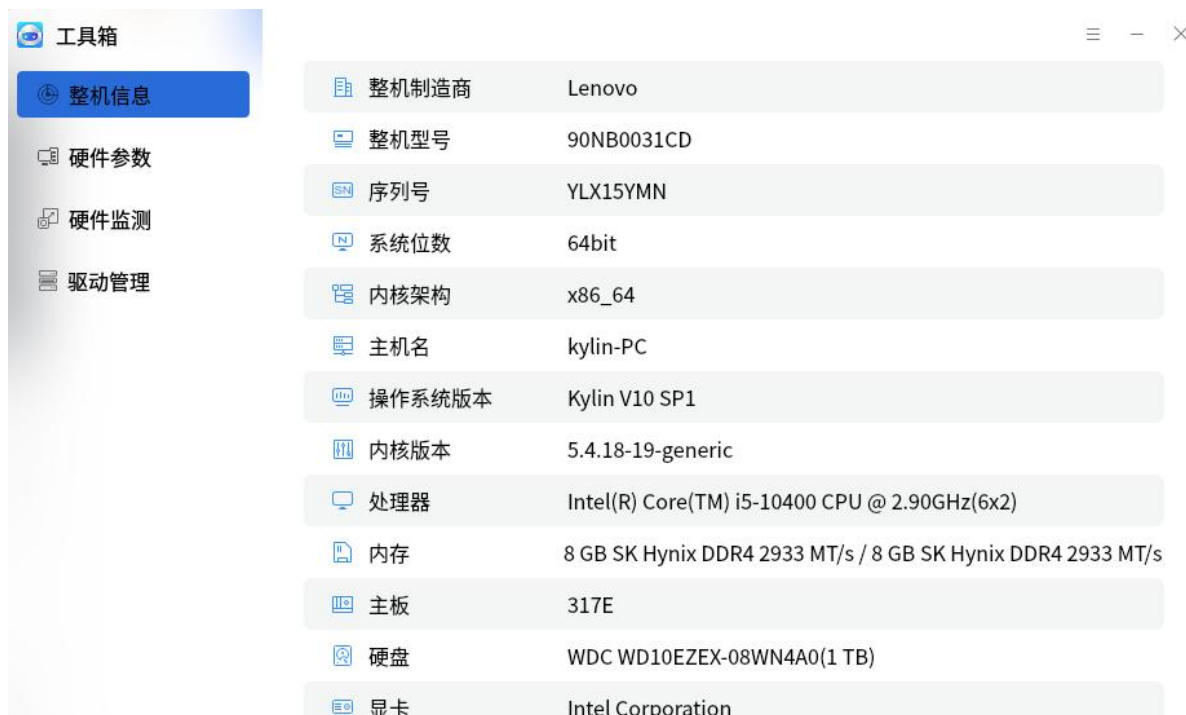 工具箱
整机信息
硬件参数
硬件监测
驱动管理
整机制造商 Lenovo
整机型号 90NB0031CD
SN 序列号 YLX15YMN
系统位数 64bit
内核架构 x86_64
主机名 kylin-PC
操作系统版本 Kylin V10 SP1
内核版本 5.4.18-19-generic
处理器 Intel(R) Core(TM) i5-10400 CPU @ 2.90GHz(6x2)
内存 8 GB SK Hynix DDR4 2933 MT/s / 8 GB SK Hynix DDR4 2933 MT/s
主板 317E
硬盘 WDC WD10EZEX-08WN4A0(1 TB)
显卡 Intel Corporation